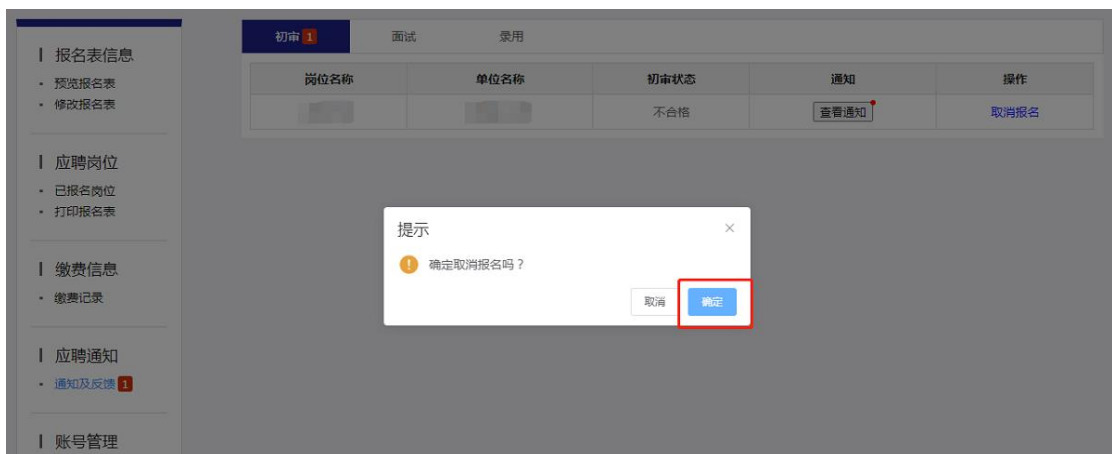 报名表信息
预览报名表
修改报名表
应聘岗位
已报名岗位
打印报名表
缴费信息
缴费记录
应聘通知
通知及反馈 1
账号管理
初审 1 面试 录用
岗位名称 单位名称 初审状态 通知 操作
不合格 查看通知 取消报名
提示
确定取消报名吗？
取消 确定